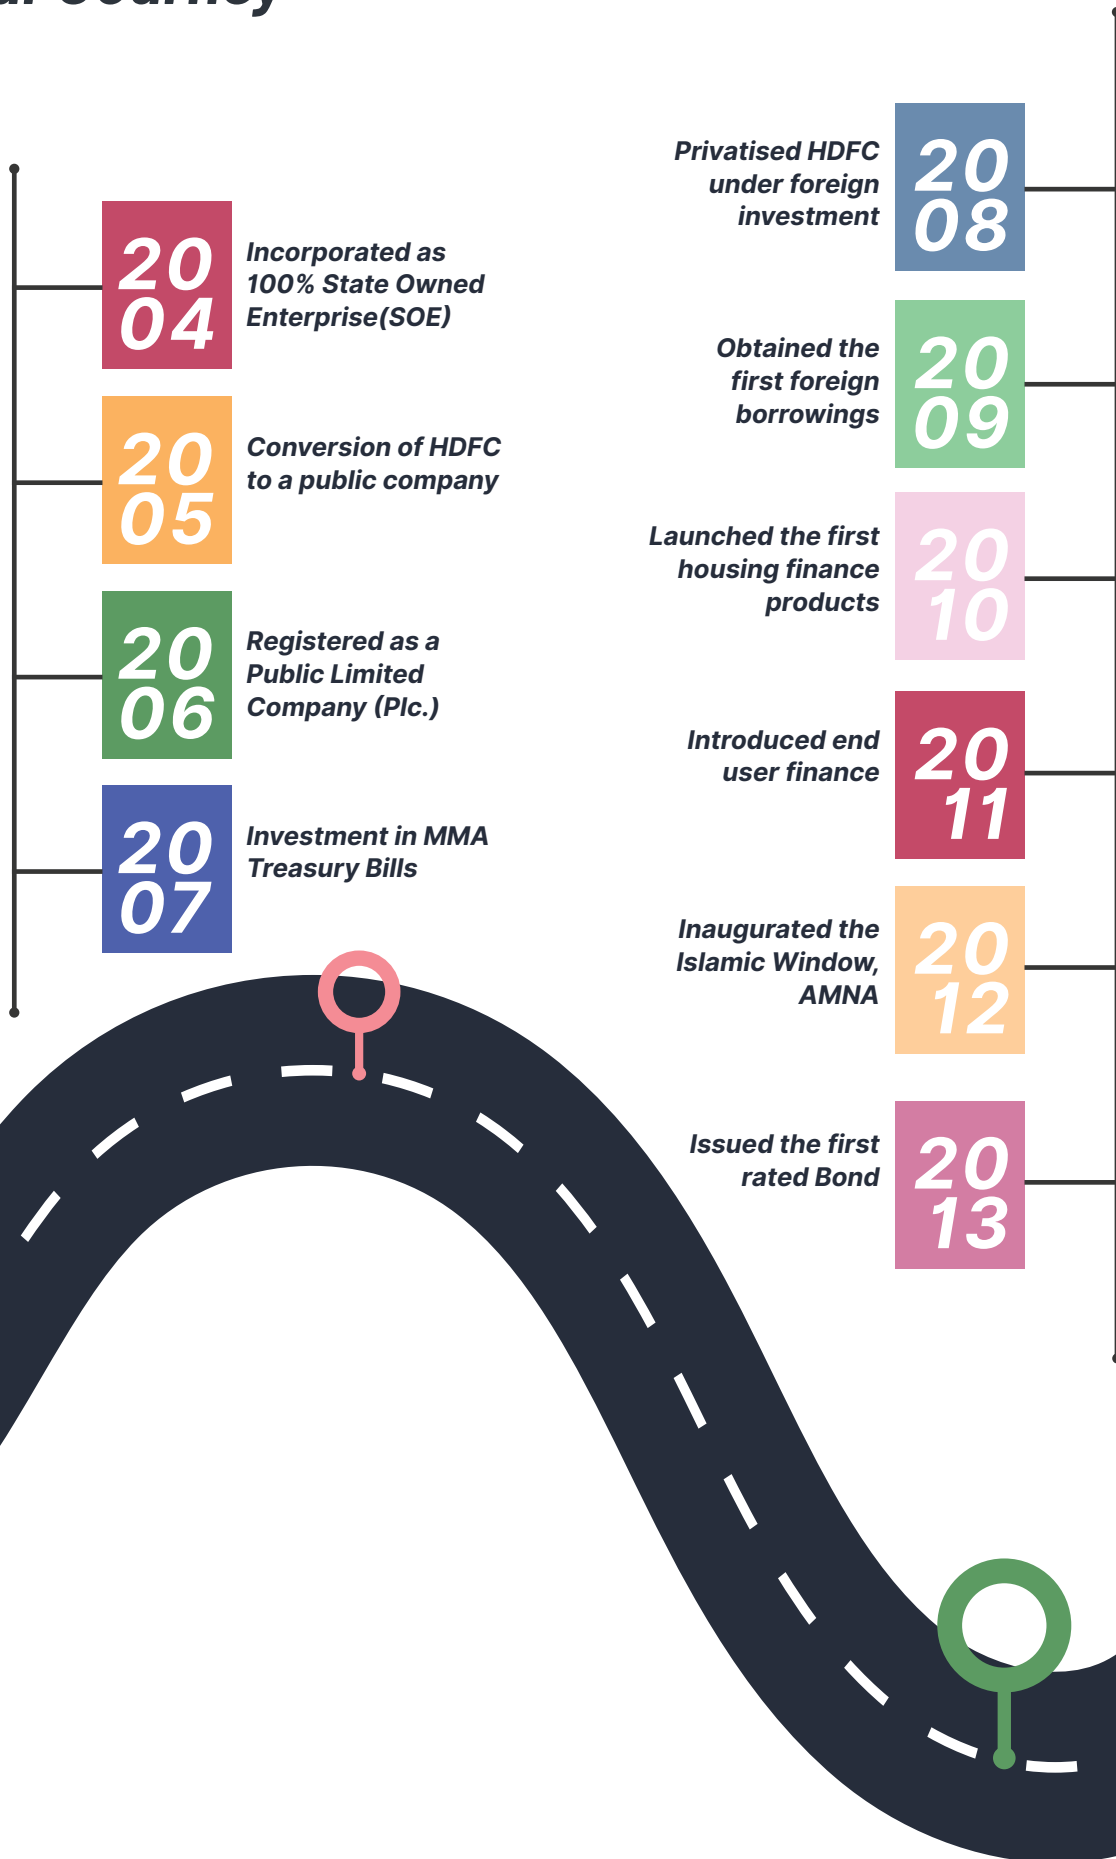 Journey
20
04
Incorporated as
100% State Owned
Enterprise(SOE)
20
05
Conversion of HDFC
to a public company
20
06
Registered as a
Public Limited
Company (Plc.)
20
07
Investment in MMA
Treasury Bills
Privatised HDFC
under foreign
investment
20
08
Obtained the
first foreign
borrowings
20
09
Launched the first
housing finance
products
20
10
Introduced end
user finance
20
11
Inaugurated the
Islamic Window,
AMNA
20
12
Issued the first
rated Bond
20
13